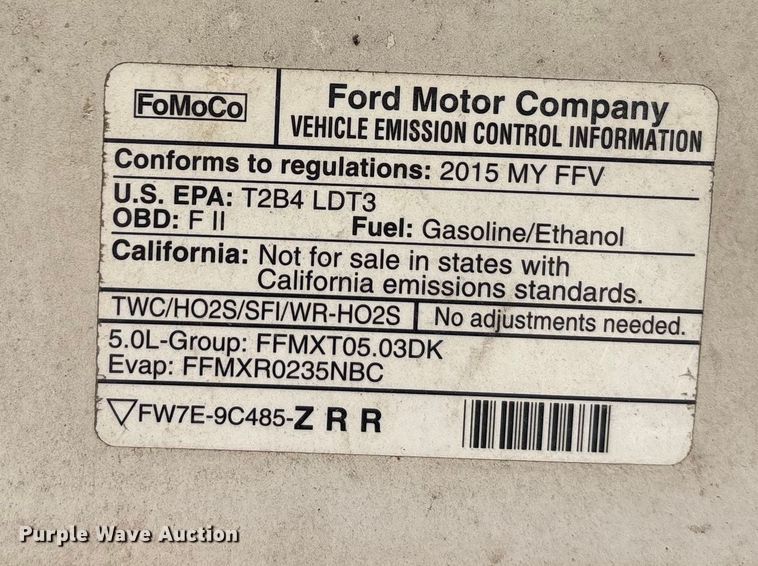 FoMoCo
Ford Motor Company
VEHICLE EMISSION CONTROL INFORMATION
Conforms to regulations: 2015 MY FFV
U.S. EPA: T2B4 LDT3
OBD: F II Fuel: Gasoline/Ethanol
California: Not for sale in states with
California emissions standards.
TWC/HO2S/SFI/WR-HO2S No adjustments needed.
5.0L-Group: FFMXT05.03DK
Evap: FFMXR0235NBC
FW7E-9C485-Z R R
Purple Wave Auction